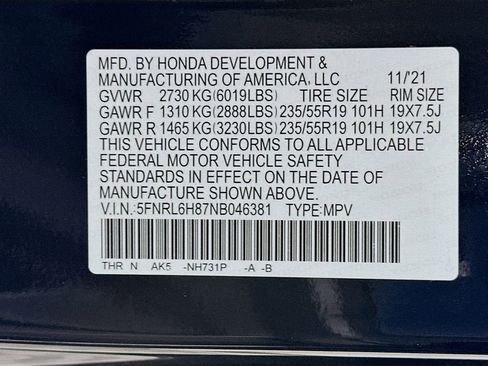 MFD. BY HONDA DEVELOPMENT &
MANUFACTURING OF AMERICA, LLC 11/'21
GVWR 2730 KG(6019LBS) TIRE SIZE RIM SIZE
GAWR F 1310 KG(2888LBS) 235/55R19 101H 19X7.5J
GAWR R 1465 KG(3230LBS) 235/55R19 101H 19X7.5J
THIS VEHICLE CONFORMS TO ALL APPLICABLE
FEDERAL MOTOR VEHICLE SAFETY
STANDARDS IN EFFECT ON THE DATE OF
MANUFACTURE SHOWN ABOVE.
V.I.N.:5FNRL6H87NB046381 TYPE:MPV
THR N AK5 -NH731P -A -B